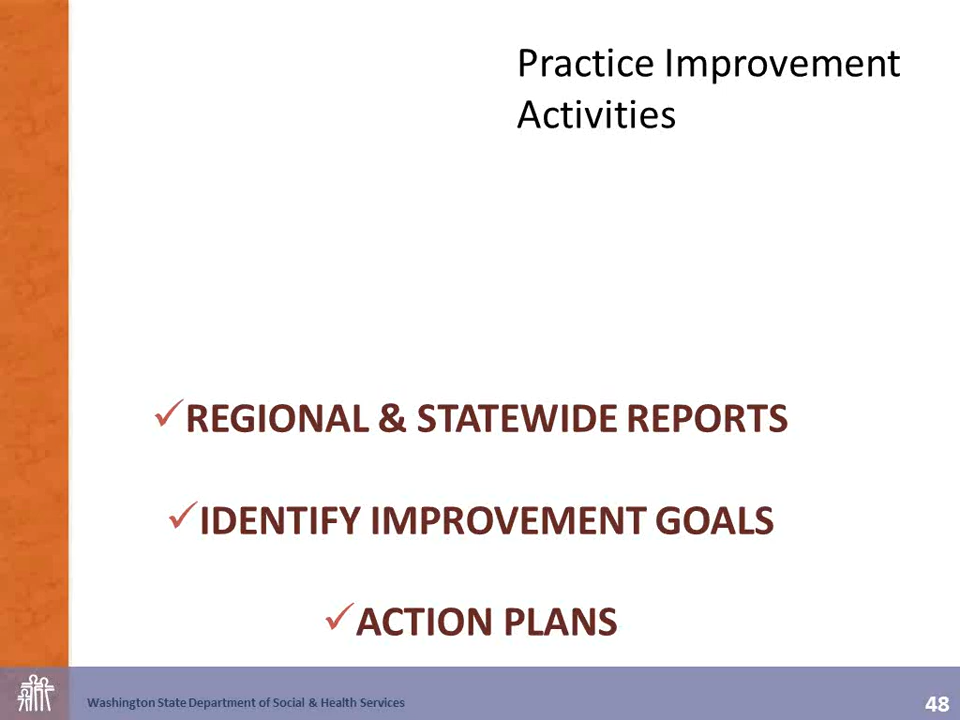 Practice Improvement
Activities
✓REGIONAL & STATEWIDE REPORTS
✓IDENTIFY IMPROVEMENT GOALS
✓ACTION PLANS
Washington State Department of Social & Health Services
48